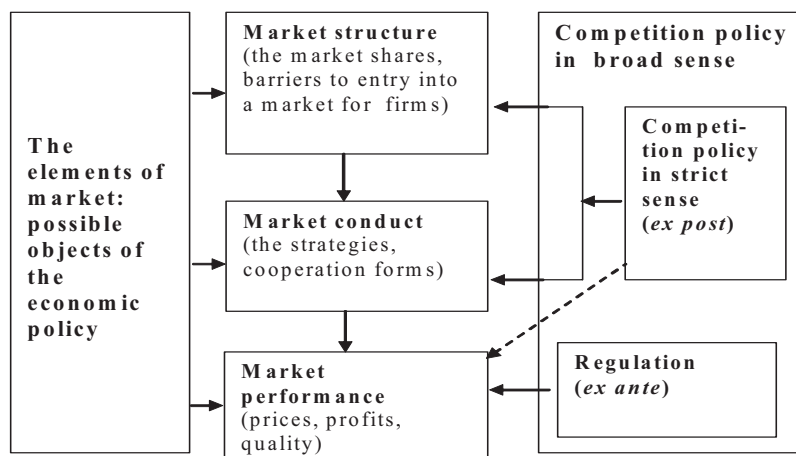 The
elements of
market:
possible
objects of
the
economic
policy
Market structure
(the market shares,
barriers to entry into
a market for firms)
Market conduct
(the strategies,
cooperation forms)
Market
performance
(prices, profits,
quality)
Competition policy
in broad sense
Competi-
tion policy
in strict
sense
(ex post)
Regulation
(ex ante)